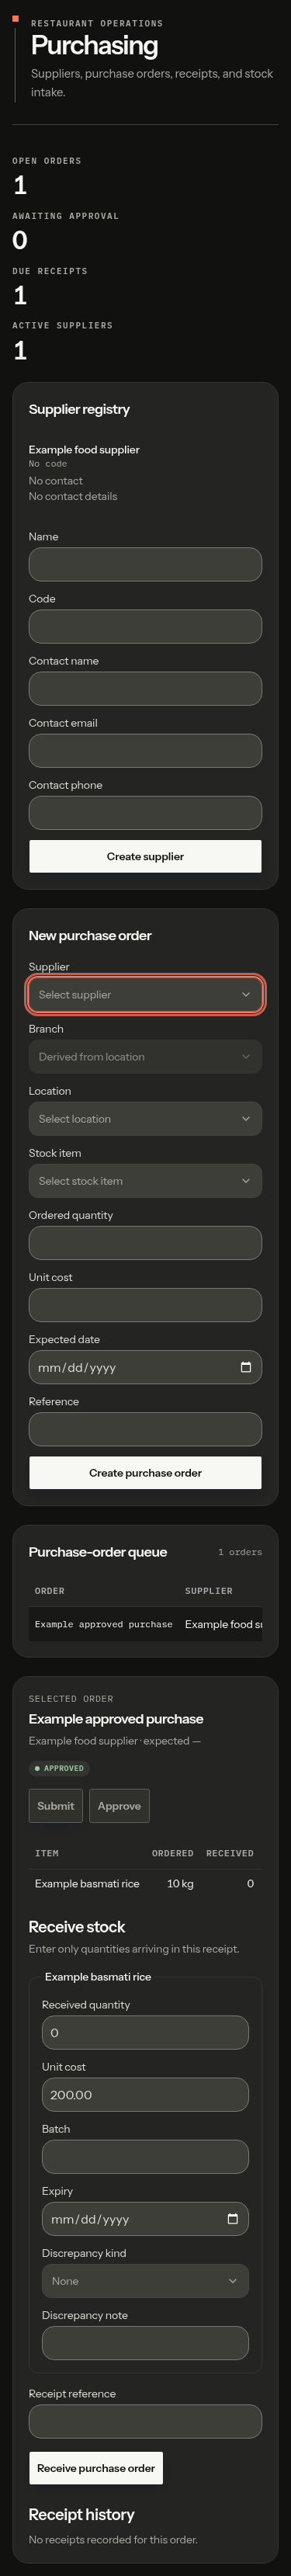 RESTAURANT OPERATIONS
Purchasing
Suppliers, purchase orders, receipts, and stock
intake.
OPEN ORDERS
1
AWAITING APPROVAL
0
DUE RECEIPTS
1
ACTIVE SUPPLIERS
1
Supplier registry
Example food supplier
No code
No contact
No contact details
Name
Code
Contact name
Contact email
Contact phone
Create supplier
New purchase order
Supplier
Select supplier
Branch
Derived from location
Location
Select location
Stock item
Select stock item
Ordered quantity
Unit cost
Expected date
mm/dd/yyyy
Reference
Create purchase order
Purchase-order queue 1 orders
ORDER SUPPLIER
Example approved purchase Example food
SELECTED ORDER
Example approved purchase
Example food supplier · expected —
APPROVED
Submit Approve
ITEM ORDERED RECEIVED
Example basmati rice 10 kg 0
Receive stock
Enter only quantities arriving in this receipt.
Example basmati rice
Received quantity
0
Unit cost
200.00
Batch
Expiry
mm/dd/yyyy
Discrepancy kind
None
Discrepancy note
Receipt reference
Receive purchase order
Receipt history
No receipts recorded for this order.